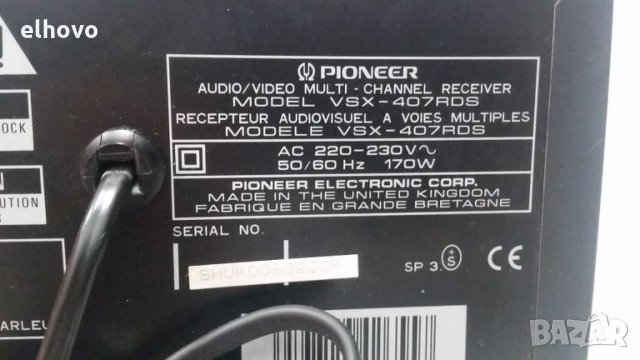 elhovo
PIONEER
AUDIO/VIDEO MULTI-CHANNEL RECEIVER
MODEL VSX-407RDS
RECEPTEUR AUDIOVISUEL A VOIES MULTIPLES
MODELE VSX-407RDS
AC 220-230V~
50/60 Hz 170W
PIONEER ELECTRONIC CORP.
MADE IN THE UNITED KINGDOM
FABRIQUE EN GRANDE BRETAGNE
OCK
N
UTION
R
SERIAL NO.
SP 3. S CE
ARLEU
BAZAR